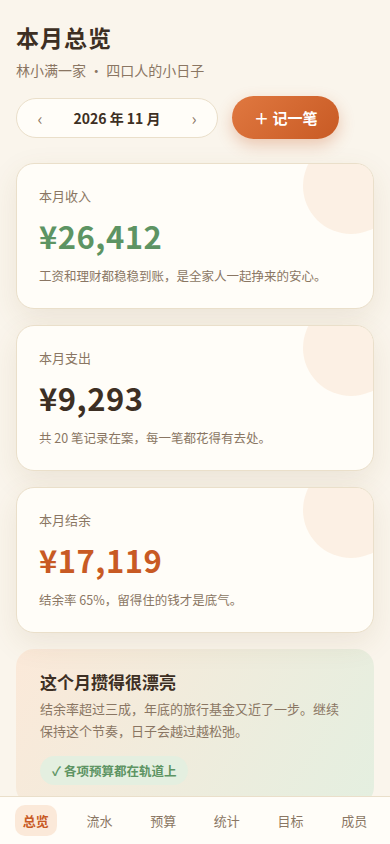 本月总览
林小满一家 · 四口人的小日子
‹ 2026 年 11 月 ›
＋ 记一笔
本月收入
¥26,412
工资和理财都稳稳到账，是全家人一起挣来的安心。
本月支出
¥9,293
共 20 笔记录在案，每一笔都花得有去处。
本月结余
¥17,119
结余率 65%，留得住的钱才是底气。
这个月攒得很漂亮
结余率超过三成，年底的旅行基金又近了一步。继续
保持这个节奏，日子会越过越松弛。
✓ 各项预算都在轨道上
总览 流水 预算 统计 目标 成员